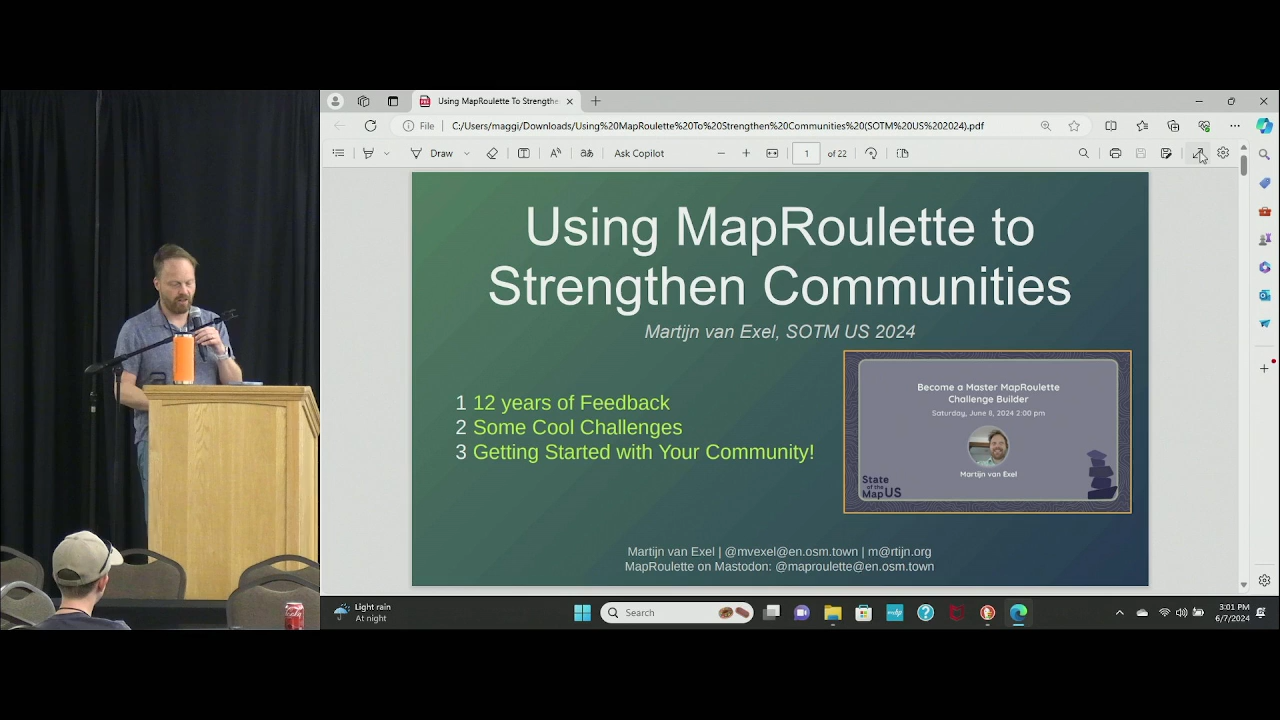 Using MapRoulette To Strengthe
File
C:/Users/maggi/Downloads/Using%20MapRoulette%20To%20Strengthen%20Communities%20(SOTM%20US%202024).pdf
Draw
Ask Copilot
1 of 22
Using MapRoulette to
Strengthen Communities
Martijn van Exel, SOTM US 2024
1 12 years of Feedback
2 Some Cool Challenges
3 Getting Started with Your Community!
Become a Master MapRoulette
Challenge Builder
Saturday, June 8, 2024 2:00 pm
Martijn van Exel
State
of the
Map US
Martijn van Exel | @mvexel@en.osm.town | m@rtijn.org
MapRoulette on Mastodon: @maproulette@en.osm.town
Light rain
At night
Search
3:01 PM
6/7/2024